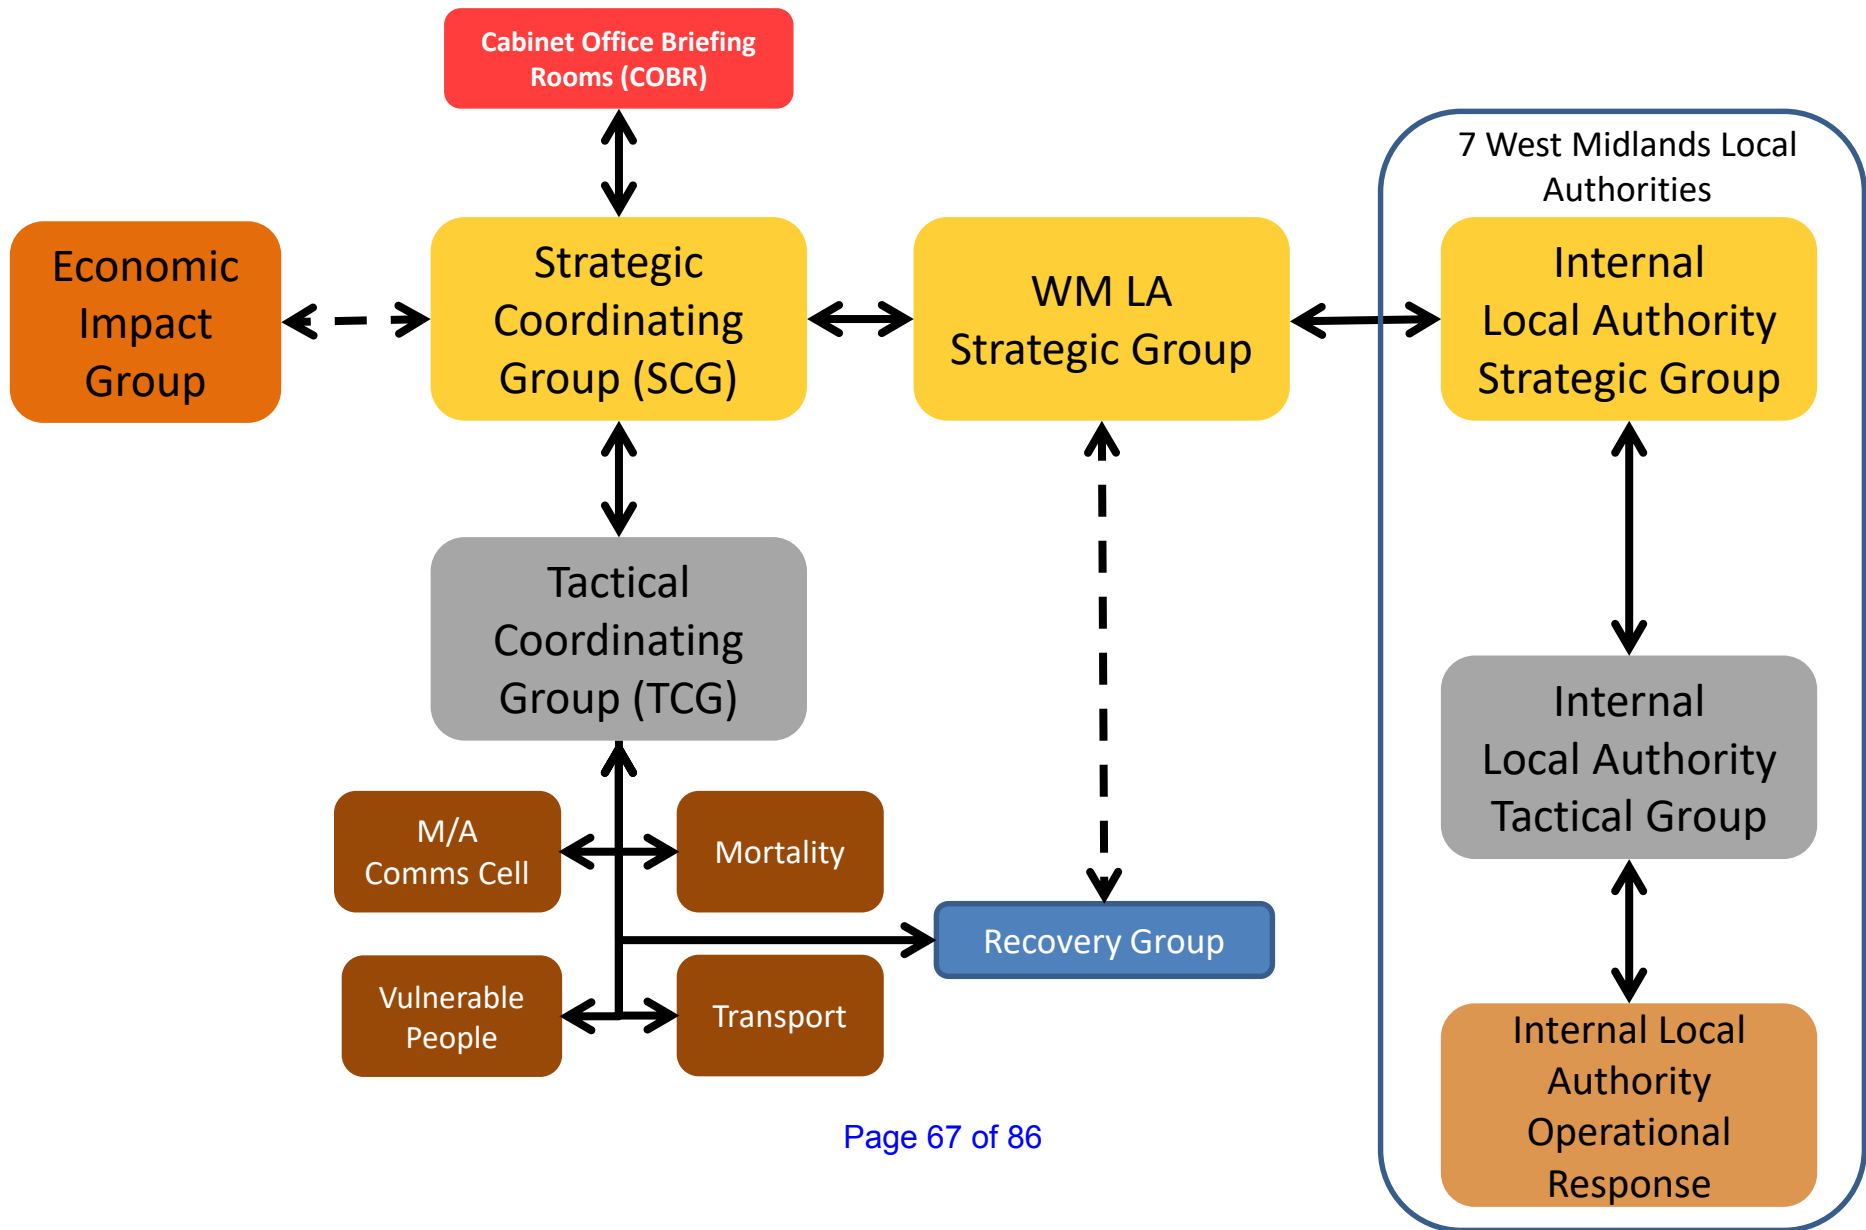 Cabinet Office Briefing
Rooms (COBR)
7 West Midlands Local
Authorities
Economic
Impact
Group
Strategic
Coordinating
Group (SCG)
WM LA
Strategic Group
Internal
Local Authority
Strategic Group
Tactical
Coordinating
Group (TCG)
Internal
Local Authority
Tactical Group
M/A
Comms Cell
Mortality
Recovery Group
Vulnerable
People
Transport
Internal Local
Authority
Operational
Response
Page 67 of 86